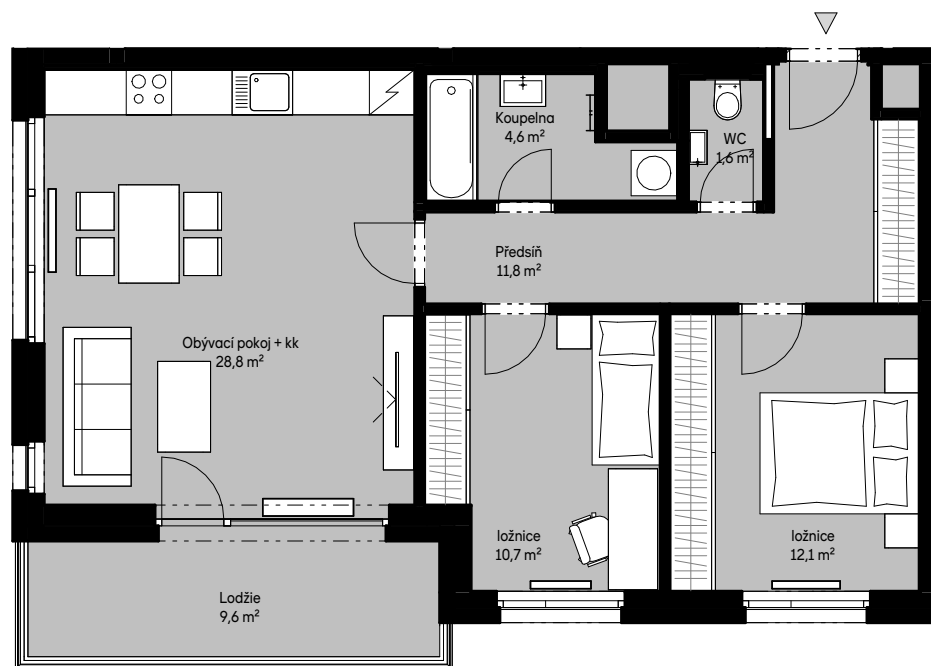 Koupelna
4,6 m²
WC
1,6 m²
Předsíň
11,8 m²
Obývací pokoj + kk
28,8 m²
ložnice
10,7 m²
ložnice
12,1 m²
Lodžie
9,6 m²